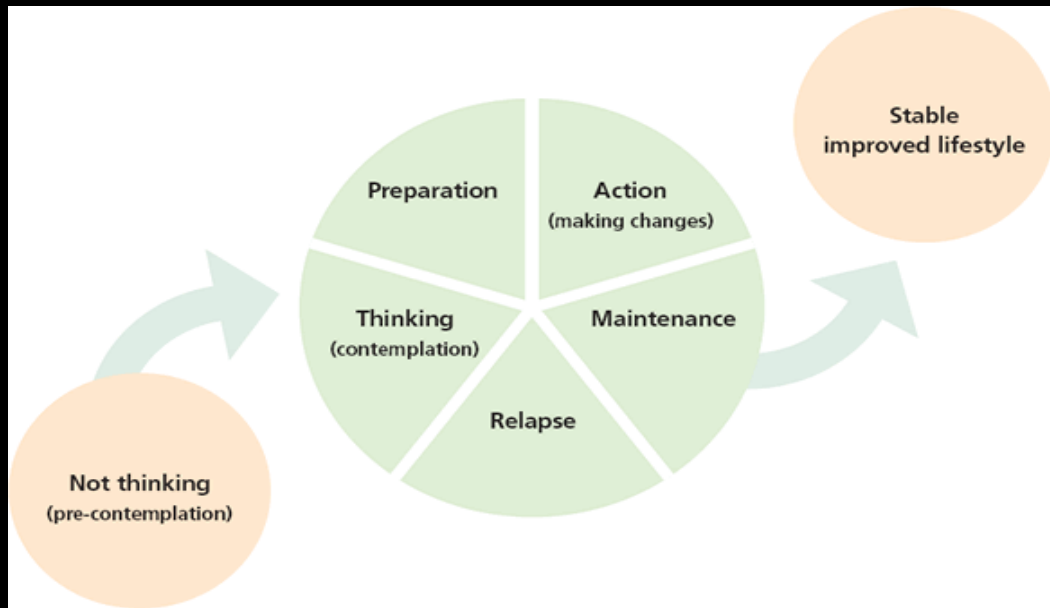 Stable
improved lifestyle
Preparation
Action
(making changes)
Thinking
(contemplation)
Maintenance
Relapse
Not thinking
(pre-contemplation)